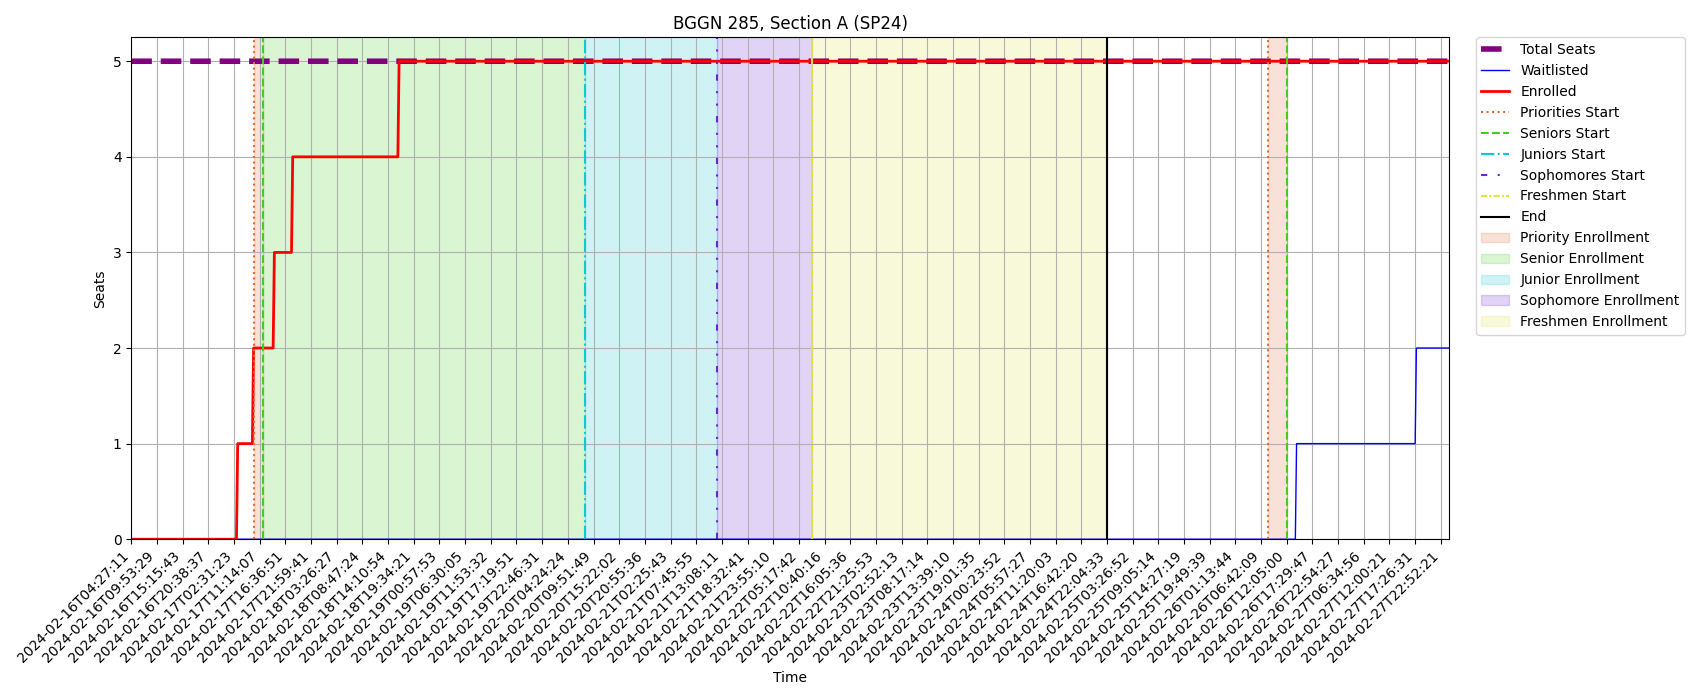 BGGN 285, Section A (SP24)
Seats
5
4
3
2
1
0
2024-02-16T04:27:11
2024-02-16T09:53:29
2024-02-16T15:15:43
2024-02-16T20:38:37
2024-02-17T02:31:23
2024-02-17T11:14:07
2024-02-17T16:36:51
2024-02-17T21:59:41
2024-02-18T03:26:27
2024-02-18T08:47:24
2024-02-18T14:10:54
2024-02-18T19:34:21
2024-02-19T00:57:53
2024-02-19T06:30:05
2024-02-19T11:53:32
2024-02-19T17:19:51
2024-02-19T22:46:31
2024-02-20T04:24:24
2024-02-20T09:51:49
2024-02-20T15:22:02
2024-02-20T20:55:36
2024-02-21T02:25:43
2024-02-21T07:45:55
2024-02-21T13:08:11
2024-02-21T18:32:41
2024-02-21T23:55:10
2024-02-22T05:17:42
2024-02-22T10:40:16
2024-02-22T16:05:36
2024-02-22T21:25:53
2024-02-23T02:52:13
2024-02-23T08:17:14
2024-02-23T13:39:10
2024-02-23T19:01:35
2024-02-24T00:23:52
2024-02-24T05:57:27
2024-02-24T11:20:03
2024-02-24T16:42:20
2024-02-24T22:04:33
2024-02-25T03:26:52
2024-02-25T09:05:14
2024-02-25T14:27:19
2024-02-25T19:49:39
2024-02-26T01:13:44
2024-02-26T06:42:09
2024-02-26T12:05:00
2024-02-26T17:29:47
2024-02-26T22:54:27
2024-02-27T06:34:56
2024-02-27T12:00:21
2024-02-27T17:26:31
2024-02-27T22:52:21
Time
Total Seats
Waitlisted
Enrolled
Priorities Start
Seniors Start
Juniors Start
Sophomores Start
Freshmen Start
End
Priority Enrollment
Senior Enrollment
Junior Enrollment
Sophomore Enrollment
Freshmen Enrollment